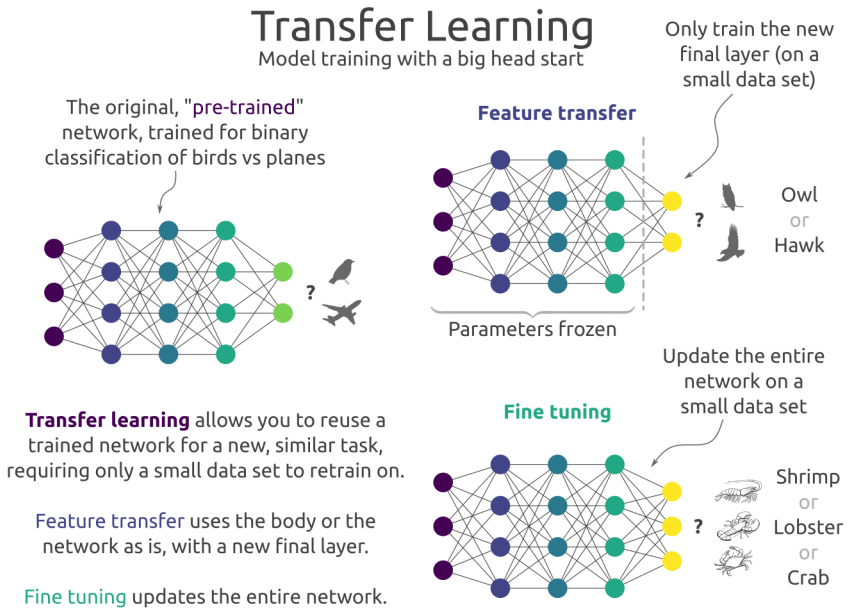 Transfer Learning
Model training with a big head start
The original, "pre-trained"
network, trained for binary
classification of birds vs planes
?
Transfer learning allows you to reuse a
trained network for a new, similar task,
requiring only a small data set to retrain on.
Feature transfer uses the body or the
network as is, with a new final layer.
Fine tuning updates the entire network.
Only train the new
final layer (on a
small data set)
Feature transfer
?
Owl
or
Hawk
Parameters frozen
Update the entire
network on a
small data set
Fine tuning
?
Shrimp
or
Lobster
or
Crab